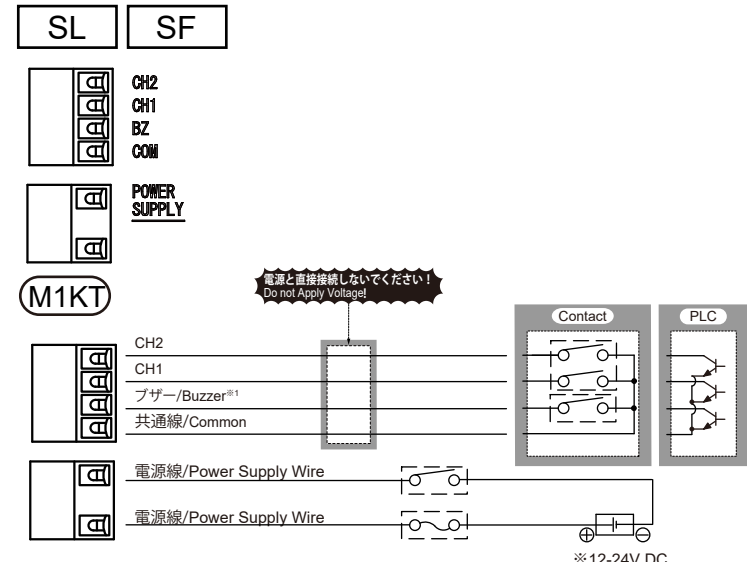 SL SF
CH2
CH1
BZ
COM
POWER
SUPPLY
M1KT
電源と直接接続しないでください!
Do not Apply Voltage!
Contact PLC
CH2
CH1
ブザー/Buzzer※1
共通線/Common
電源線/Power Supply Wire
電源線/Power Supply Wire
⊕ ⊖
※12-24V DC